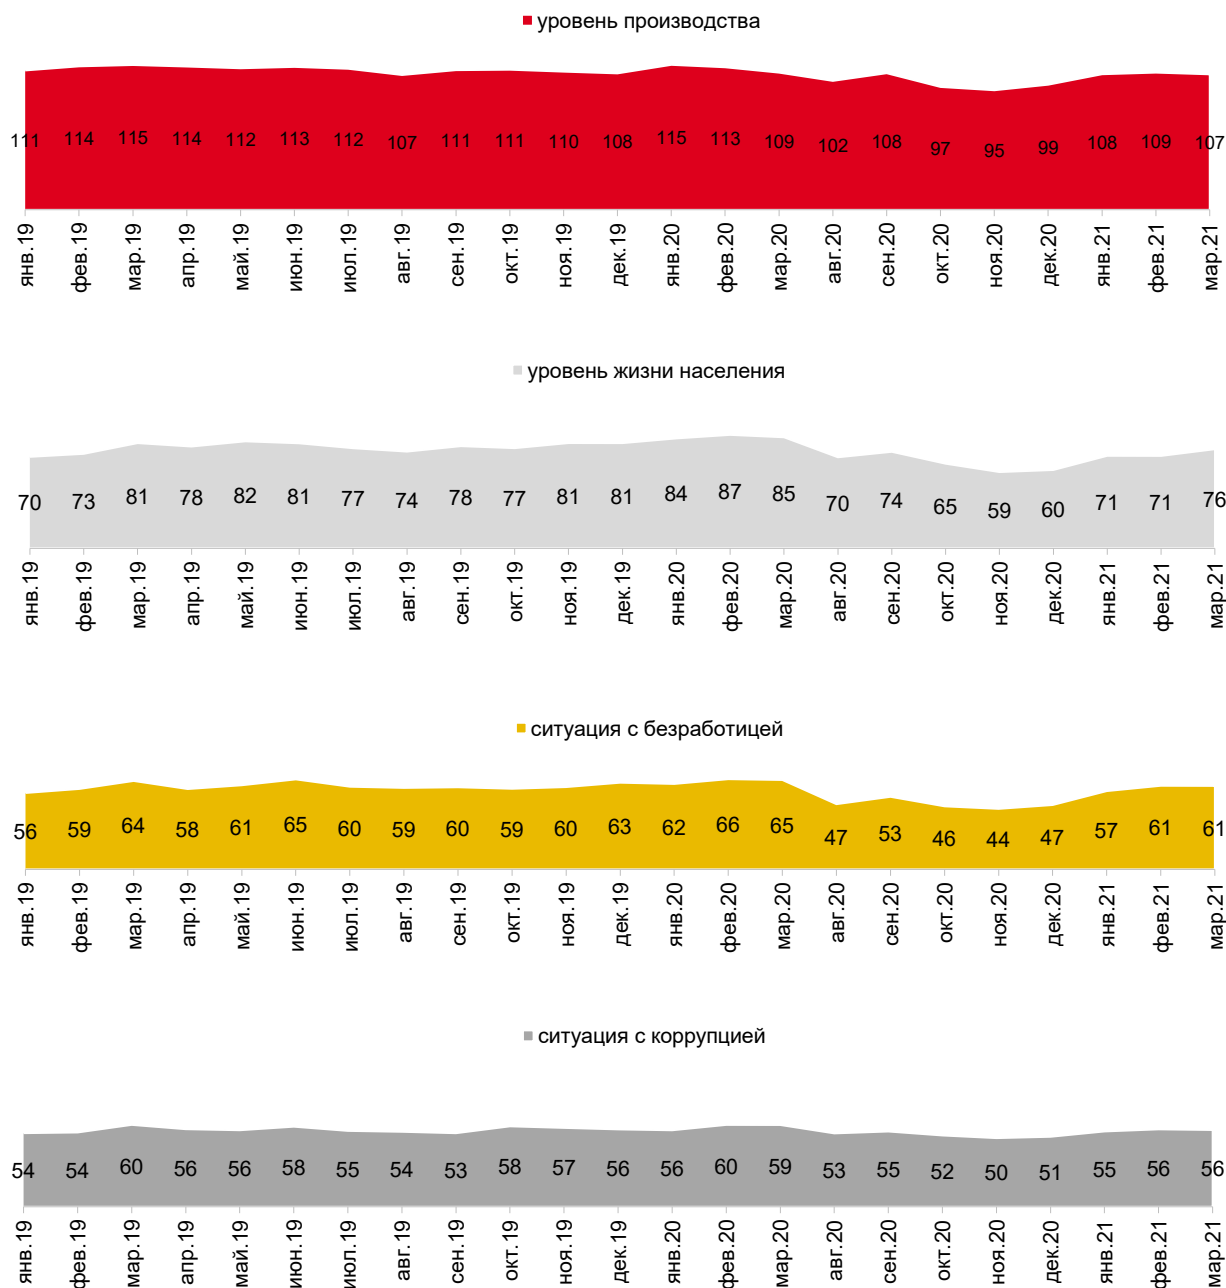 уровень производства
111 114 115 114 112 113 112 107 111 111 110 108 115 113 109 102 108 97 95 99 108 109 107
янв.19 фев.19 мар.19 апр.19 май.19 июн.19 июл.19 авг.19 сен.19 окт.19 ноя.19 дек.19 янв.20 фев.20 мар.20 авг.20 сен.20 окт.20 ноя.20 дек.20 янв.21 фев.21 мар.21
уровень жизни населения
70 73 81 78 82 81 77 74 78 77 81 81 84 87 85 70 74 65 59 60 71 71 76
янв.19 фев.19 мар.19 апр.19 май.19 июн.19 июл.19 авг.19 сен.19 окт.19 ноя.19 дек.19 янв.20 фев.20 мар.20 авг.20 сен.20 окт.20 ноя.20 дек.20 янв.21 фев.21 мар.21
ситуация с безработицей
56 59 64 58 61 65 60 59 60 59 60 63 62 66 65 47 53 46 44 47 57 61 61
янв.19 фев.19 мар.19 апр.19 май.19 июн.19 июл.19 авг.19 сен.19 окт.19 ноя.19 дек.19 янв.20 фев.20 мар.20 авг.20 сен.20 окт.20 ноя.20 дек.20 янв.21 фев.21 мар.21
ситуация с коррупцией
54 54 60 56 56 58 55 54 53 58 57 56 56 60 59 53 55 52 50 51 55 56 56
янв.19 фев.19 мар.19 апр.19 май.19 июн.19 июл.19 авг.19 сен.19 окт.19 ноя.19 дек.19 янв.20 фев.20 мар.20 авг.20 сен.20 окт.20 ноя.20 дек.20 янв.21 фев.21 мар.21